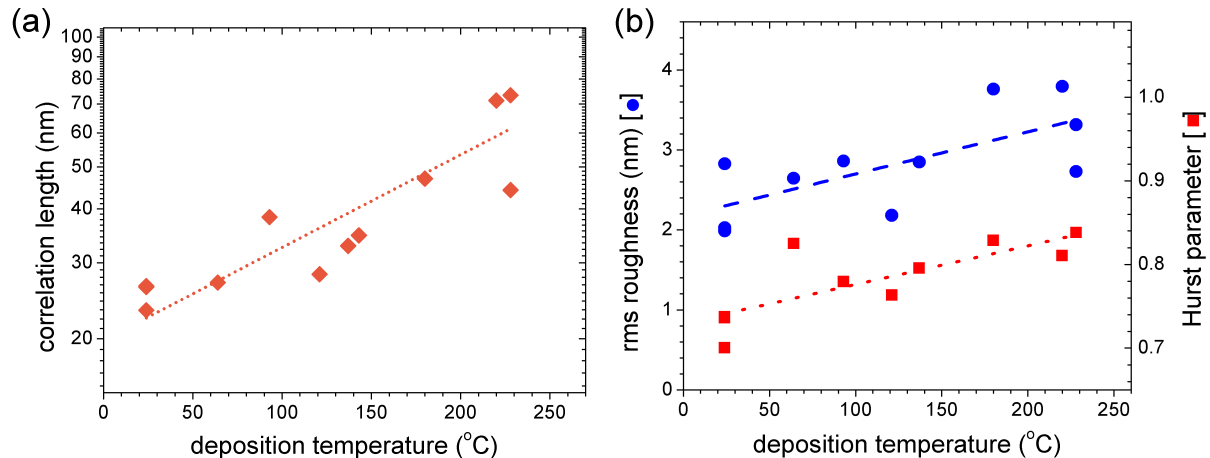 (a)
100
90
80
70
60
50
40
30
20
correlation length (nm)
0 50 100 150 200 250
deposition temperature (°C)
(b)
4
3
2
1
0
rms roughness (nm) [ ]
0 50 100 150 200 250
deposition temperature (°C)
1.0
0.9
0.8
0.7
Hurst parameter [ ]